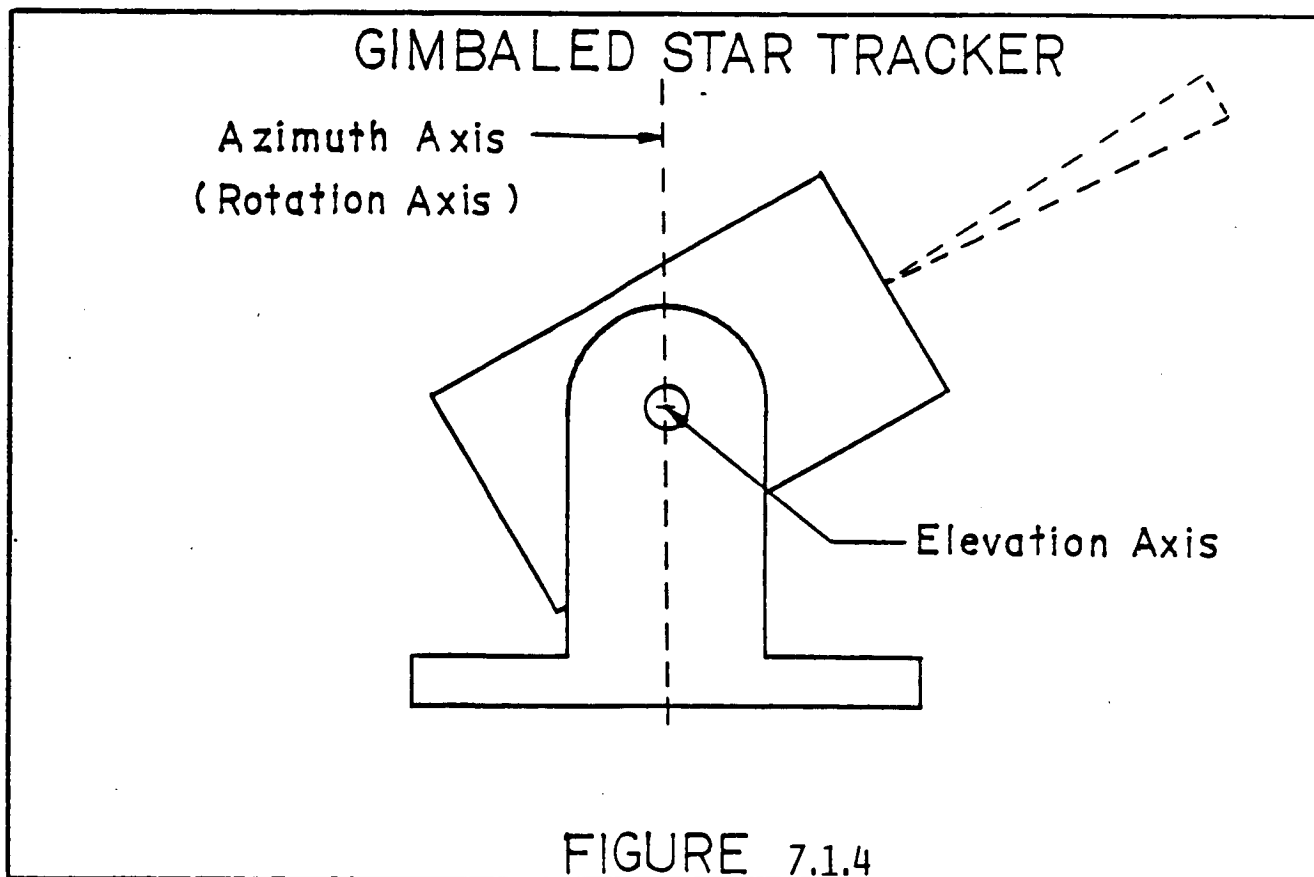 GIMBALED STAR TRACKER
Azimuth Axis
(Rotation Axis)
Elevation Axis
FIGURE 7.1.4